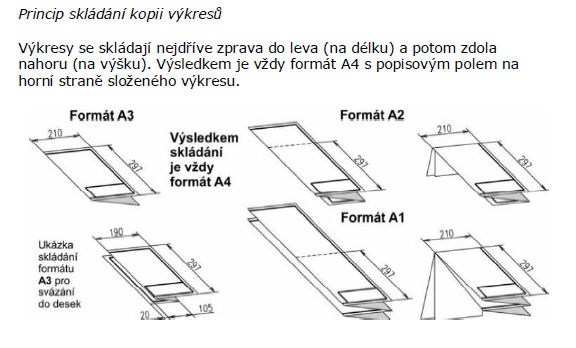 Princip skládání kopii výkresů
Výkresy se skládají nejdříve zprava do leva (na délku) a potom zdola
nahoru (na výšku). Výsledkem je vždy formát A4 s popisovým polem na
horní straně složeného výkresu.
Formát A3
210
297
Výsledkem
skládání
je vždy
formát A4
Formát A2
297
210
297
Ukázka
skládání
formátu
A3 pro
svázání
do desek
190
297
20
105
Formát A1
297
210
297